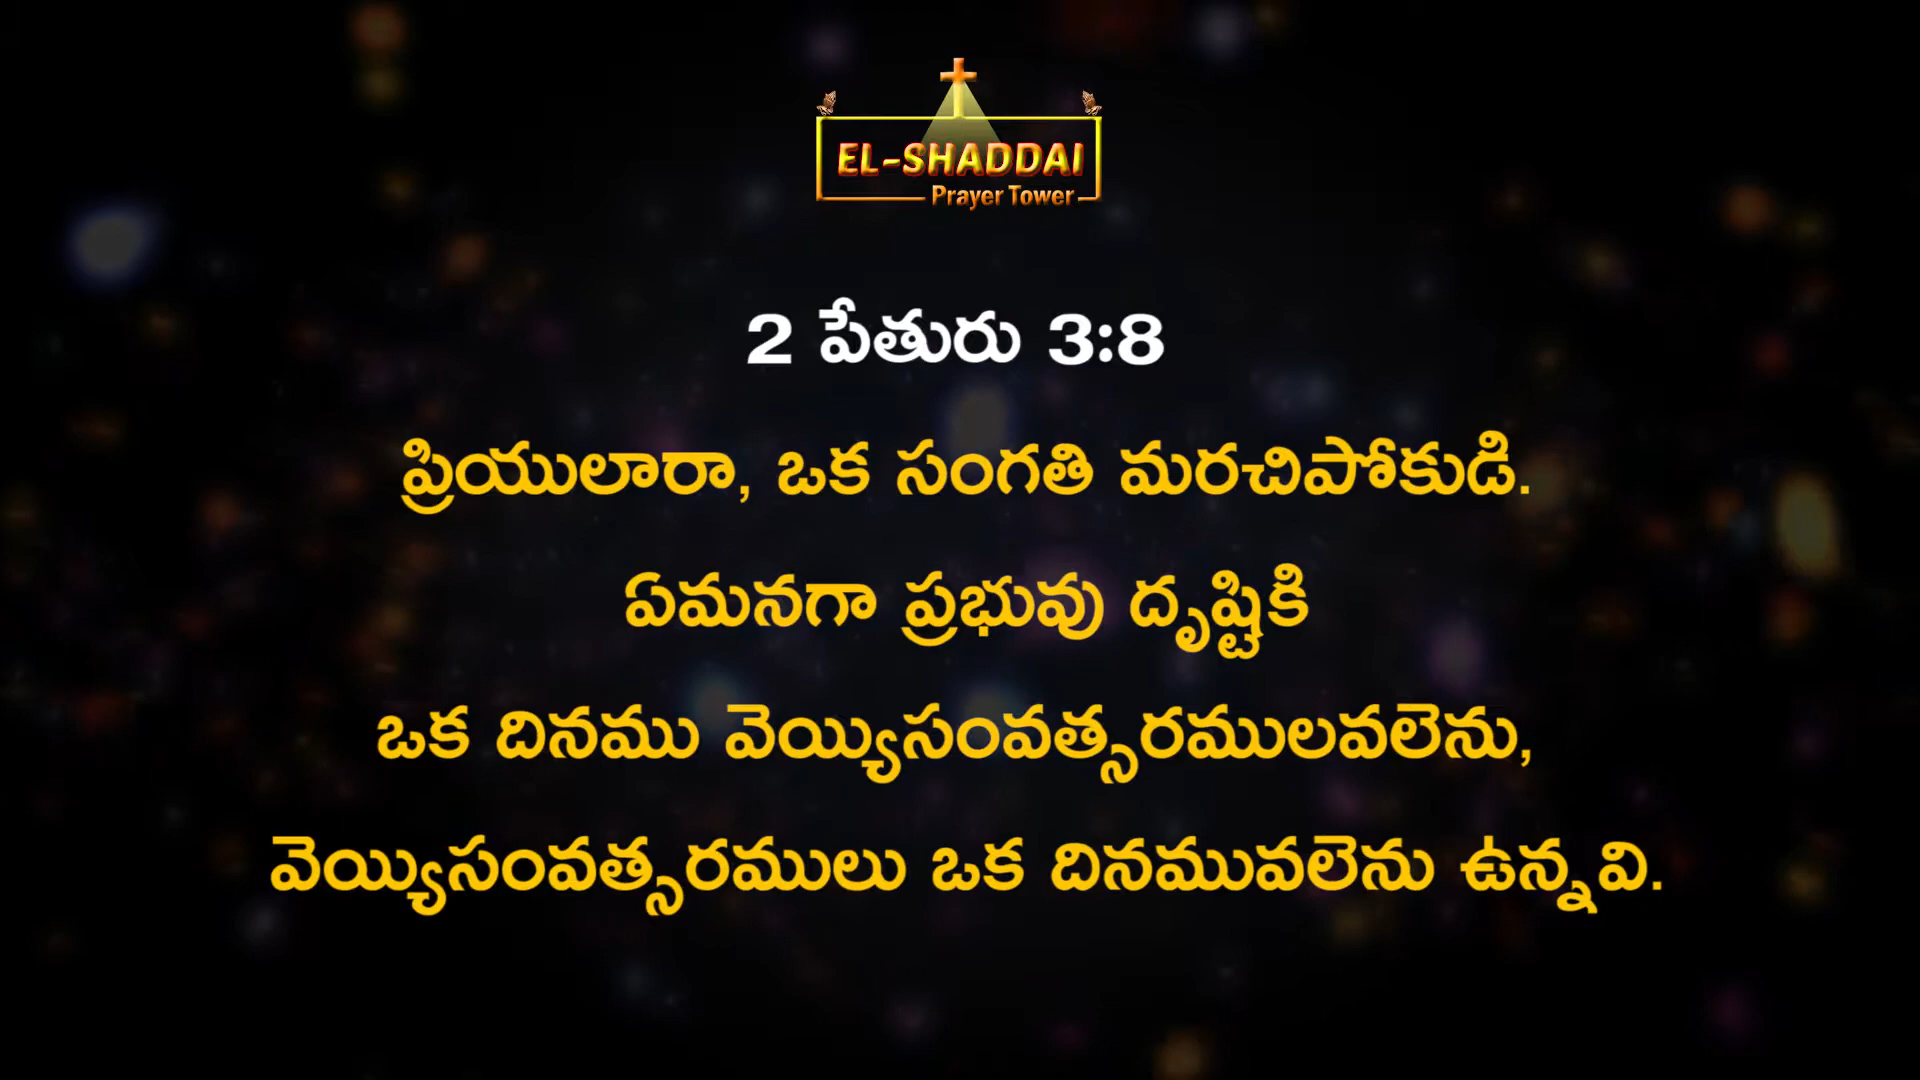 EL-SHADDAI
Prayer Tower
2 పేతురు 3:8
ప్రియులారా, ఒక సంగతి మరచిపోకుడి.
ఏమనగా ప్రభువు దృష్టికి
ఒక దినము వెయ్యిసంవత్సరములవలెను,
వెయ్యిసంవత్సరములు ఒక దినమువలెను ఉన్నవి.